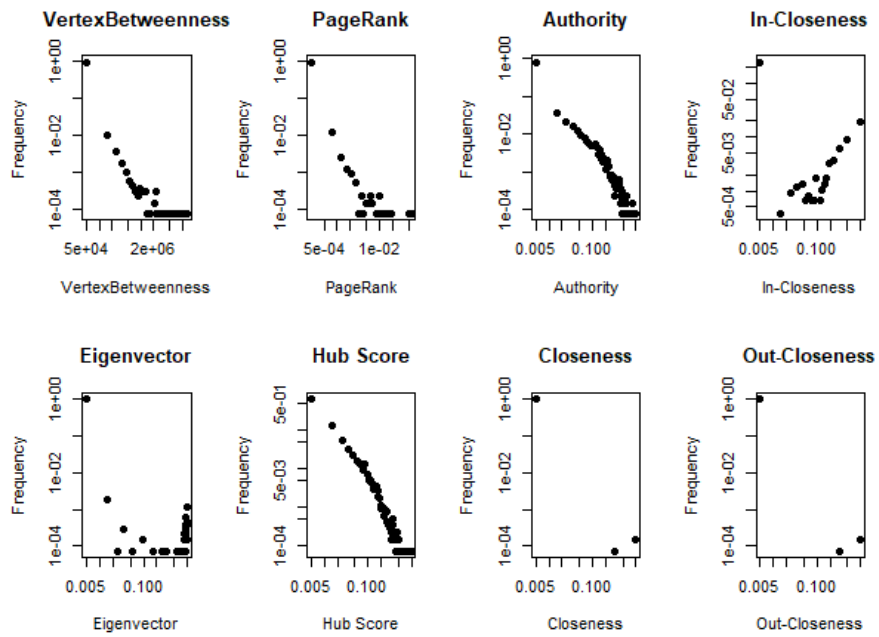 VertexBetweenness PageRank Authority In-Closeness
Frequency
1e-04 1e-02 1e+00
5e+04 2e+06
VertexBetweenness
Frequency
1e-04 1e-02 1e+00
5e-04 1e-02
PageRank
Frequency
1e-04 1e-02 1e+00
0.005 0.100
Authority
Frequency
5e-04 5e-03 5e-02
0.005 0.100
In-Closeness
Eigenvector Hub Score Closeness Out-Closeness
Frequency
1e-04 1e-02 1e+00
0.005 0.100
Eigenvector
Frequency
1e-04 5e-03 5e-01
0.005 0.100
Hub Score
Frequency
1e-04 1e-02 1e+00
0.005 0.100
Closeness
Frequency
1e-04 1e-02 1e+00
0.005 0.100
Out-Closeness